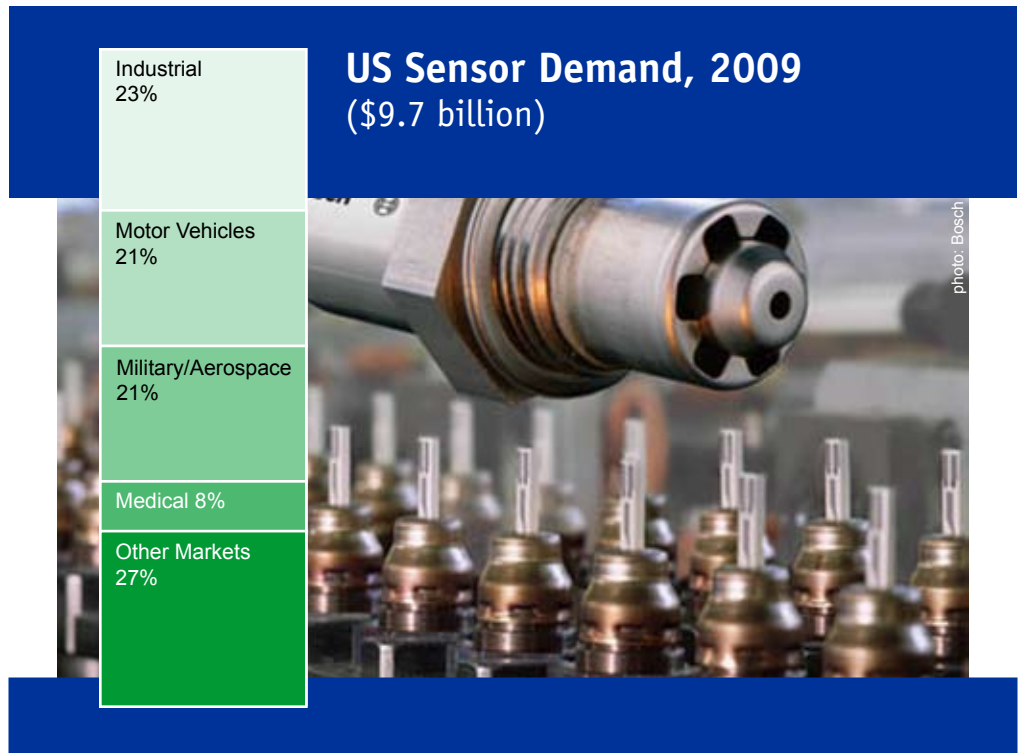 US Sensor Demand, 2009
($9.7 billion)
Industrial
23%
Motor Vehicles
21%
Military/Aerospace
21%
Medical 8%
Other Markets
27%
photo: Bosch